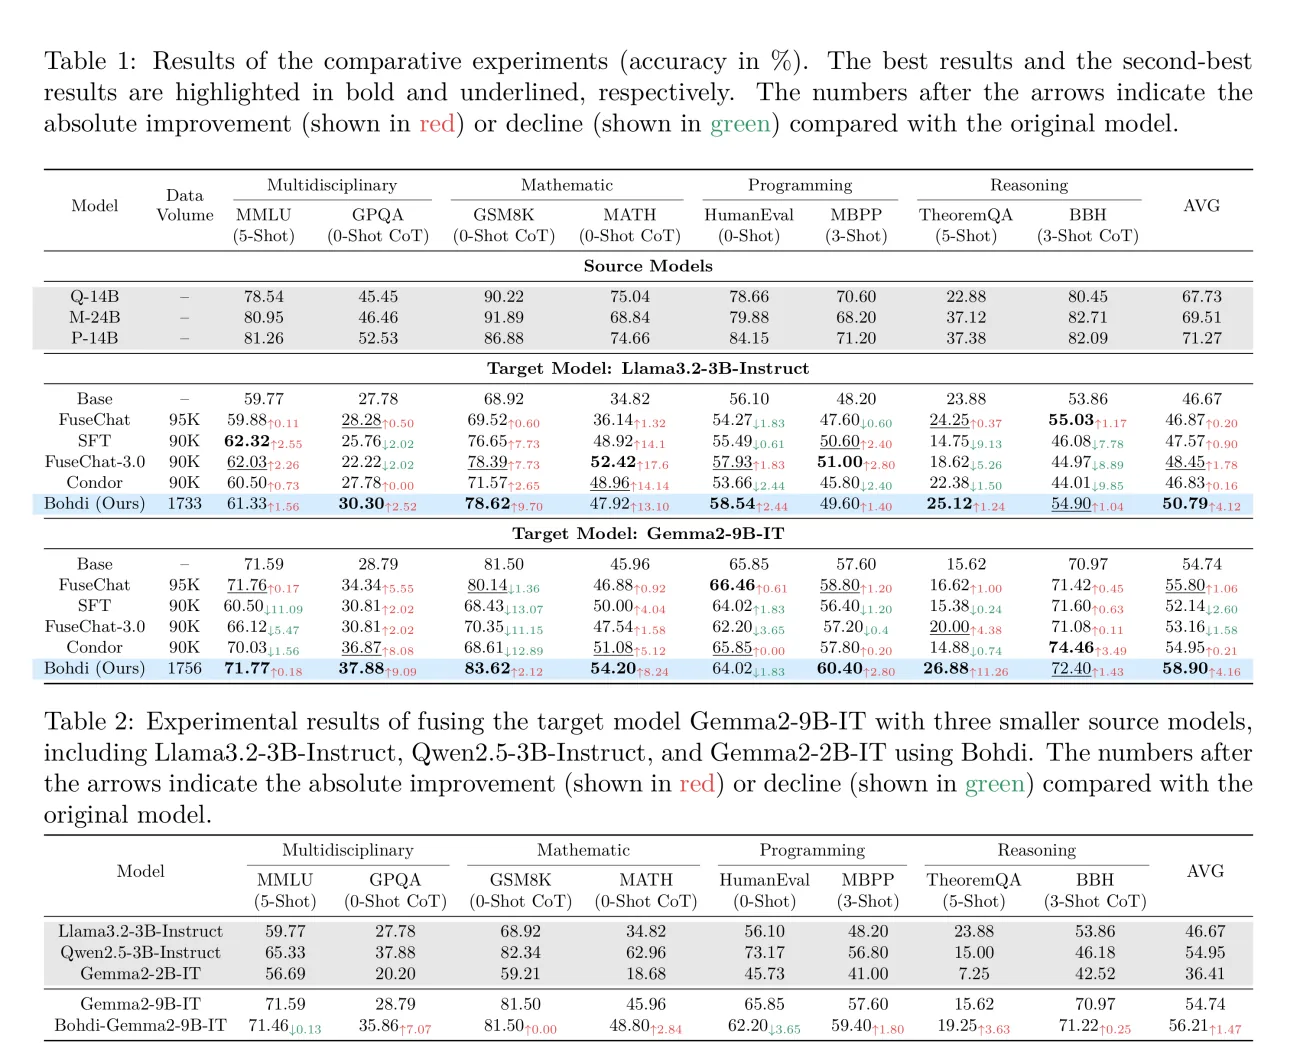 Table 1: Results of the comparative experiments (accuracy in %). The best results and the second-best
results are highlighted in bold and underlined, respectively. The numbers after the arrows indicate the
absolute improvement (shown in red) or decline (shown in green) compared with the original model.
Model Data Volume Multidisciplinary Mathematic Programming Reasoning AVG
MMLU GPQA GSM8K MATH HumanEval MBPP TheoremQA BBH
(5-Shot) (0-Shot CoT) (0-Shot CoT) (0-Shot CoT) (0-Shot) (3-Shot) (5-Shot) (3-Shot CoT)
Source Models
Q-14B – 78.54 45.45 90.22 75.04 78.66 70.60 22.88 80.45 67.73
M-24B – 80.95 46.46 91.89 68.84 79.88 68.20 37.12 82.71 69.51
P-14B – 81.26 52.53 86.88 74.66 84.15 71.20 37.38 82.09 71.27
Target Model: Llama3.2-3B-Instruct
Base – 59.77 27.78 68.92 34.82 56.10 48.20 23.88 53.86 46.67
FuseChat 95K 59.88↑0.11 28.28↑0.50 69.52↑0.60 36.14↑1.32 54.27↓1.83 47.60↓0.60 24.25↑0.37 55.03↑1.17 46.87↑0.20
SFT 90K 62.32↑2.55 25.76↓2.02 76.65↑7.73 48.92↑14.1 55.49↓0.61 50.60↑2.40 14.75↓9.13 46.08↓7.78 47.57↑0.90
FuseChat-3.0 90K 62.03↑2.26 22.22↓2.02 78.39↑7.73 52.42↑17.6 57.93↑1.83 51.00↑2.80 18.62↓5.26 44.97↓8.89 48.45↑1.78
Condor 90K 60.50↑0.73 27.78↑0.00 71.57↑2.65 48.96↑14.14 53.66↓2.44 45.80↓2.40 22.38↓1.50 44.01↓9.85 46.83↑0.16
Bohdi (Ours) 1733 61.33↑1.56 30.30↑2.52 78.62↑9.70 47.92↑13.10 58.54↑2.44 49.60↑1.40 25.12↑1.24 54.90↑1.04 50.79↑4.12
Target Model: Gemma2-9B-IT
Base – 71.59 28.79 81.50 45.96 65.85 57.60 15.62 70.97 54.74
FuseChat 95K 71.76↑0.17 34.34↑5.55 80.14↓1.36 46.88↑0.92 66.46↑0.61 58.80↑1.20 16.62↑1.00 71.42↑0.45 55.80↑1.06
SFT 90K 60.50↓11.09 30.81↑2.02 68.43↓13.07 50.00↑4.04 64.02↓1.83 56.40↓1.20 15.38↓0.24 71.60↑0.63 52.14↓2.60
FuseChat-3.0 90K 66.12↓5.47 30.81↑2.02 70.35↓11.15 47.54↑1.58 62.20↓3.65 57.20↓0.4 20.00↑4.38 71.08↑0.11 53.16↓1.58
Condor 90K 70.03↓1.56 36.87↑8.08 68.61↓12.89 51.08↑5.12 65.85↑0.00 57.80↑0.20 14.88↓0.74 74.46↑3.49 54.95↑0.21
Bohdi (Ours) 1756 71.77↑0.18 37.88↑9.09 83.62↑2.12 54.20↑8.24 64.02↓1.83 60.40↑2.80 26.88↑11.26 72.40↑1.43 58.90↑4.16
Table 2: Experimental results of fusing the target model Gemma2-9B-IT with three smaller source models,
including Llama3.2-3B-Instruct, Qwen2.5-3B-Instruct, and Gemma2-2B-IT using Bohdi. The numbers after
the arrows indicate the absolute improvement (shown in red) or decline (shown in green) compared with the
original model.
Model Multidisciplinary Mathematic Programming Reasoning AVG
MMLU GPQA GSM8K MATH HumanEval MBPP TheoremQA BBH
(5-Shot) (0-Shot CoT) (0-Shot CoT) (0-Shot CoT) (0-Shot) (3-Shot) (5-Shot) (3-Shot CoT)
Llama3.2-3B-Instruct 59.77 27.78 68.92 34.82 56.10 48.20 23.88 53.86 46.67
Qwen2.5-3B-Instruct 65.33 37.88 82.34 62.96 73.17 56.80 15.00 46.18 54.95
Gemma2-2B-IT 56.69 20.20 59.21 18.68 45.73 41.00 7.25 42.52 36.41
Gemma2-9B-IT 71.59 28.79 81.50 45.96 65.85 57.60 15.62 70.97 54.74
Bohdi-Gemma2-9B-IT 71.46↓0.13 35.86↑7.07 81.50↑0.00 48.80↑2.84 62.20↓3.65 59.40↑1.80 19.25↑3.63 71.22↑0.25 56.21↑1.47